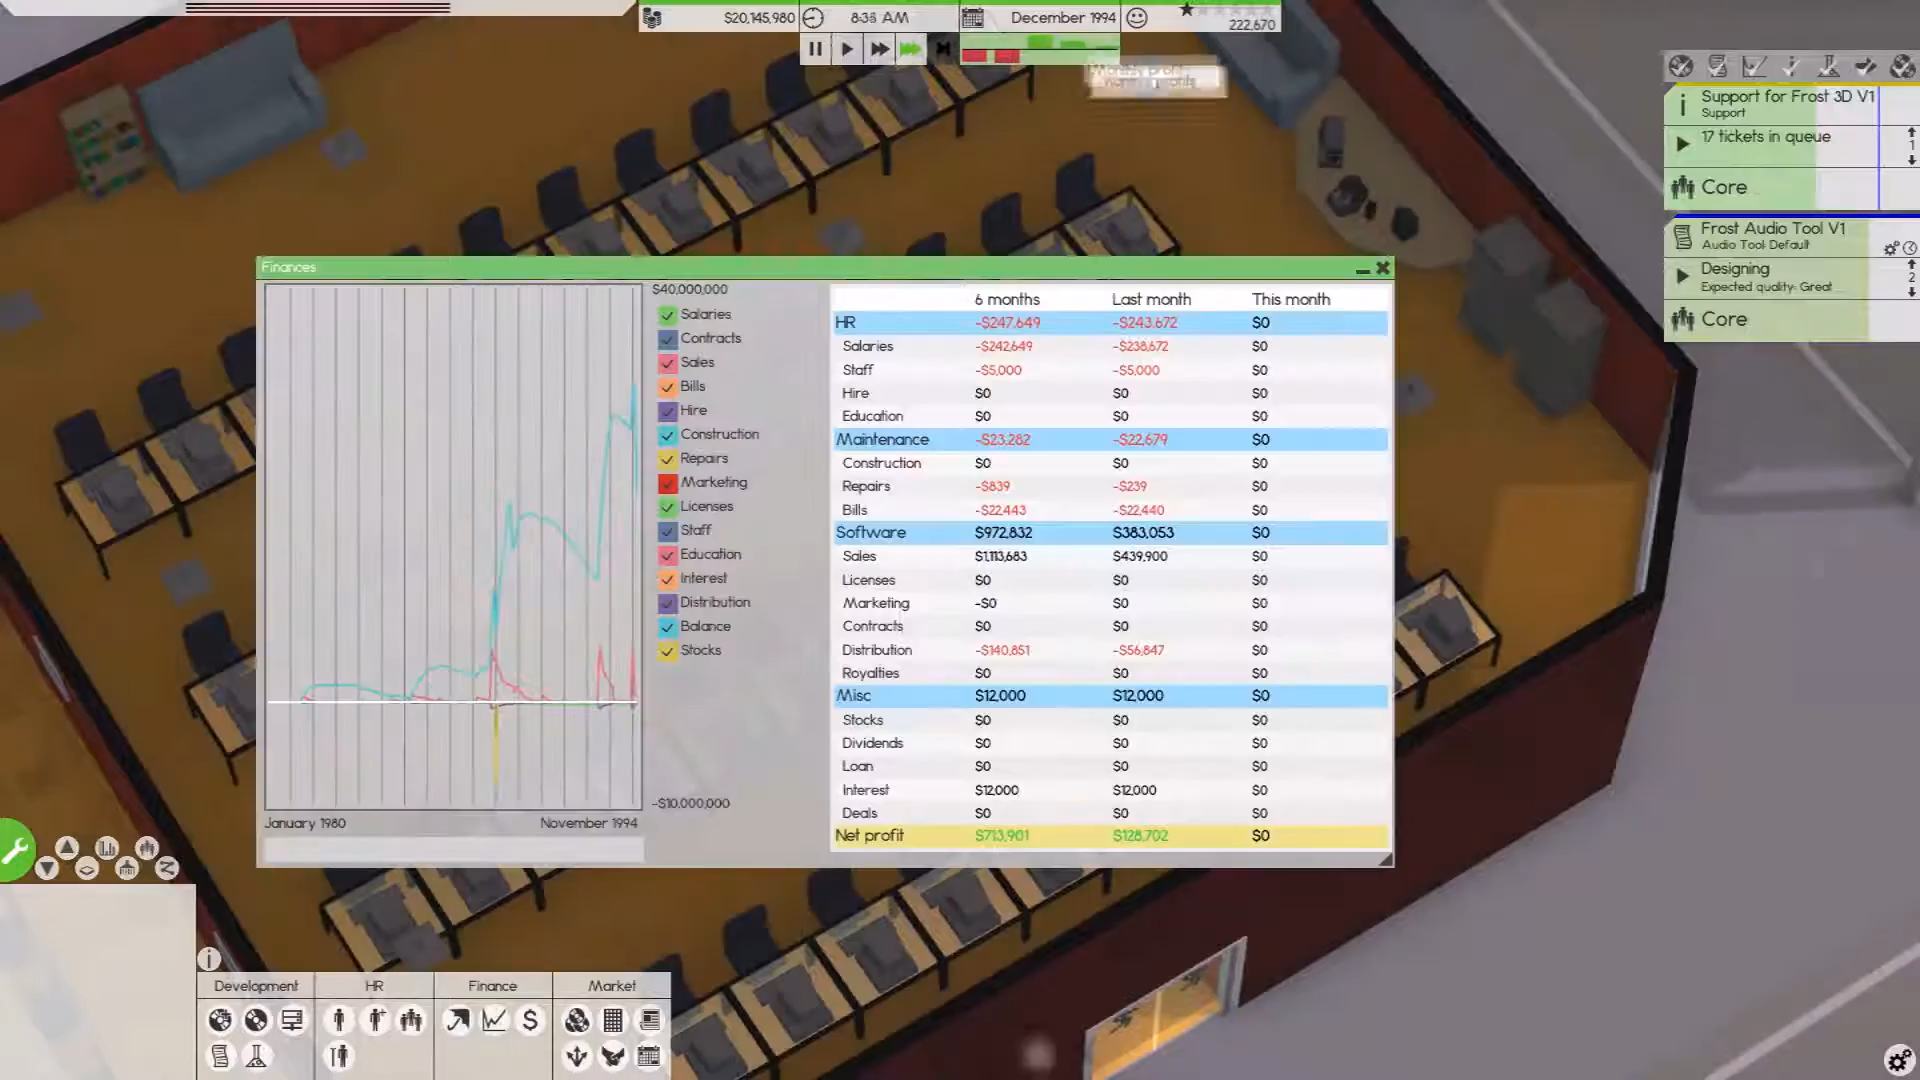 $20,145,980
8:38 AM
December 1994
222,670
Support for Frost 3D V1
Support
17 tickets in queue
1
Core
Frost Audio Tool V1
Audio Tool: Default
Designing
Expected quality: Great
2
Core
Finances
$40,000,000
Salaries
Contracts
Sales
Bills
Hire
Construction
Repairs
Marketing
Licenses
Staff
Education
Interest
Distribution
Balance
Stocks
-$10,000,000
January 1980 November 1994
6 months Last month This month
HR -$247,649 -$243,672 $0
Salaries -$242,649 -$238,672 $0
Staff -$5,000 -$5,000 $0
Hire $0 $0 $0
Education $0 $0 $0
Maintenance -$23,282 -$22,679 $0
Construction $0 $0 $0
Repairs -$839 -$239 $0
Bills -$22,443 -$22,440 $0
Software $972,832 $383,053 $0
Sales $1,113,683 $439,900 $0
Licenses $0 $0 $0
Marketing -$0 $0 $0
Contracts $0 $0 $0
Distribution -$140,851 -$56,847 $0
Royalties $0 $0 $0
Misc $12,000 $12,000 $0
Stocks $0 $0 $0
Dividends $0 $0 $0
Loan $0 $0 $0
Interest $12,000 $12,000 $0
Deals $0 $0 $0
Net profit $713,901 $128,702 $0
Development HR Finance Market